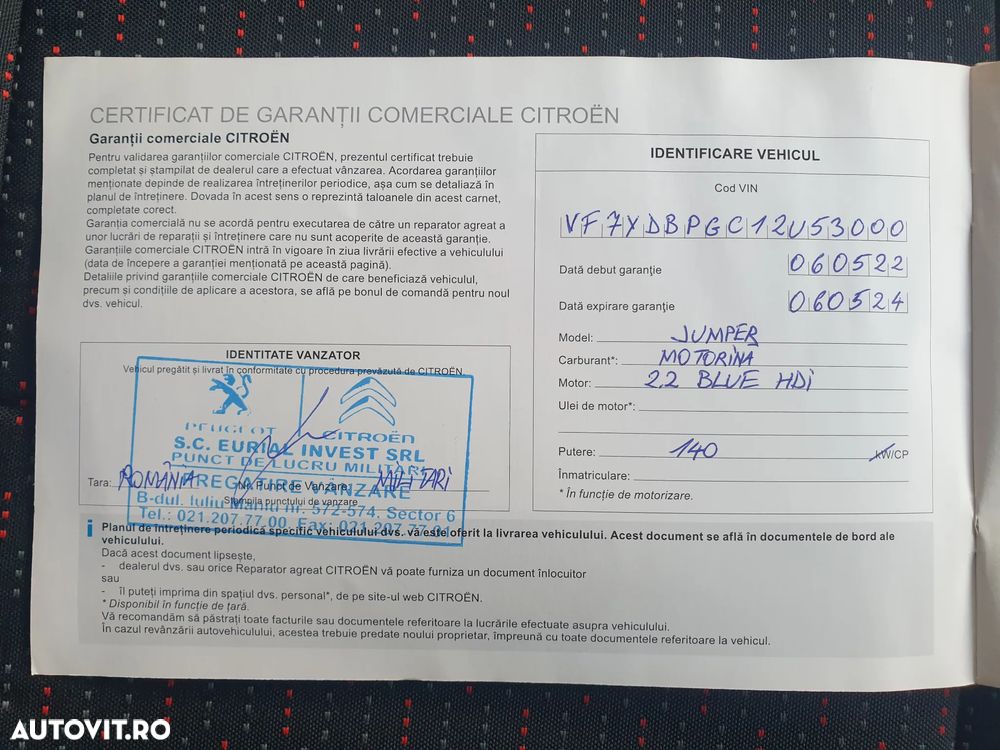 CERTIFICAT DE GARANȚII COMERCIALE CITROËN
Garanții comerciale CITROËN
Pentru validarea garanțiilor comerciale CITROËN, prezentul certificat trebuie
completat și ștampilat de dealerul care a efectuat vânzarea. Acordarea garanțiilor
menționate depinde de realizarea întreținerilor periodice, așa cum se detaliază în
planul de întreținere. Dovada în acest sens o reprezintă taloanele din acest carnet,
completate corect.
Garanția comercială nu se acordă pentru executarea de către un reparator agreat a
unor lucrări de reparații și întreținere care nu sunt acoperite de această garanție.
Garanțiile comerciale CITROËN intră în vigoare în ziua livrării efective a vehiculului
(data de începere a garanției menționată pe această pagină).
Detaliile privind garanțiile comerciale CITROËN de care beneficiază vehiculul,
precum și condițiile de aplicare a acestora, se află pe bonul de comandă pentru noul
dvs. vehicul.
IDENTITATE VANZATOR
Vehicul pregătit și livrat în conformitate cu procedura prevăzută de CITROËN.
PEUGEOT
CITROËN
S.C. EURIAL INVEST SRL
PUNCT DE LUCRU MILITARI
PREGATIRE VÂNZARE
B-dul. Iuliu Maniu nr. 572-574, Sector 6
Tel.: 021.207.77.00, Fax: 021.207.77.01
Tara: ROMÂNIA Nr. Punct de Vânzare: MILITARI
Stampila punctului de vanzare
IDENTIFICARE VEHICUL
Cod VIN
VF7YDBPGC12U53000
Dată debut garanție 060522
Dată expirare garanție 060524
Model: JUMPER
Carburant*: MOTORINA
Motor: 2.2 BLUE HDi
Ulei de motor*:
Putere: 140 kW/CP
Înmatriculare:
* În funcție de motorizare.
i Planul de întreținere periodică specific vehiculului dvs. vă este oferit la livrarea vehiculului. Acest document se află în documentele de bord ale
vehiculului.
Dacă acest document lipsește,
- dealerul dvs. sau orice Reparator agreat CITROËN vă poate furniza un document înlocuitor
sau
- îl puteți imprima din spațiul dvs. personal*, de pe site-ul web CITROËN.
* Disponibil în funcție de țară.
Vă recomandăm să păstrați toate facturile sau documentele referitoare la lucrările efectuate asupra vehiculului.
În cazul revânzării autovehiculului, acestea trebuie predate noului proprietar, împreună cu toate documentele referitoare la vehicul.
AUTOVIT.RO